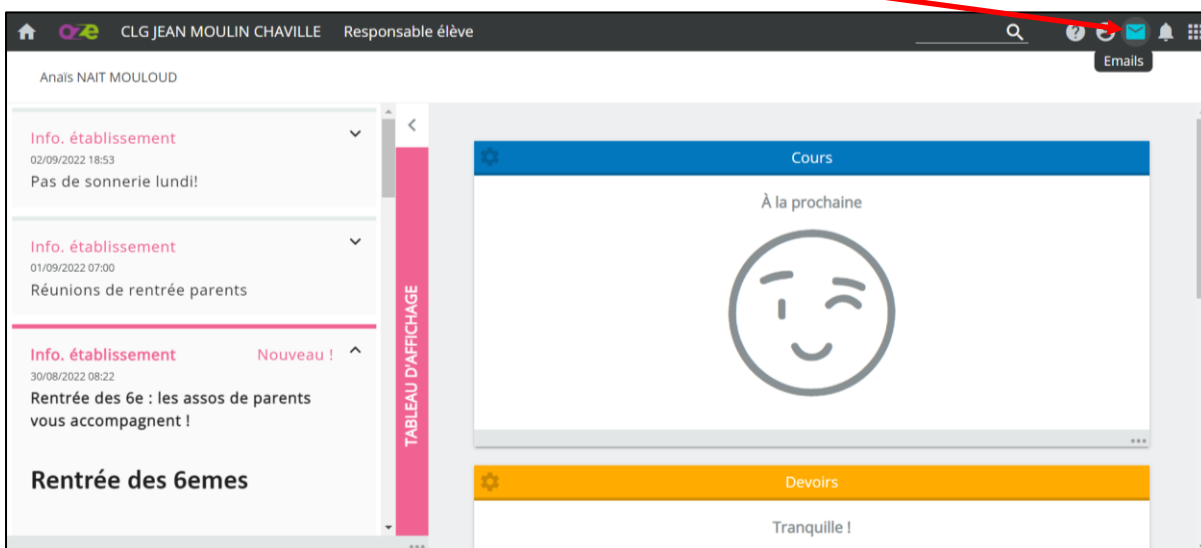 oze CLG JEAN MOULIN CHAVILLE Responsable élève
Emails
Anaïs NAIT MOULOUD
Info. établissement
02/09/2022 18:53
Pas de sonnerie lundi!
Info. établissement
01/09/2022 07:00
Réunions de rentrée parents
Info. établissement Nouveau !
30/08/2022 08:22
Rentrée des 6e : les assos de parents
vous accompagnent !
Rentrée des 6emes
TABLEAU D'AFFICHAGE
Cours
À la prochaine
Devoirs
Tranquille !